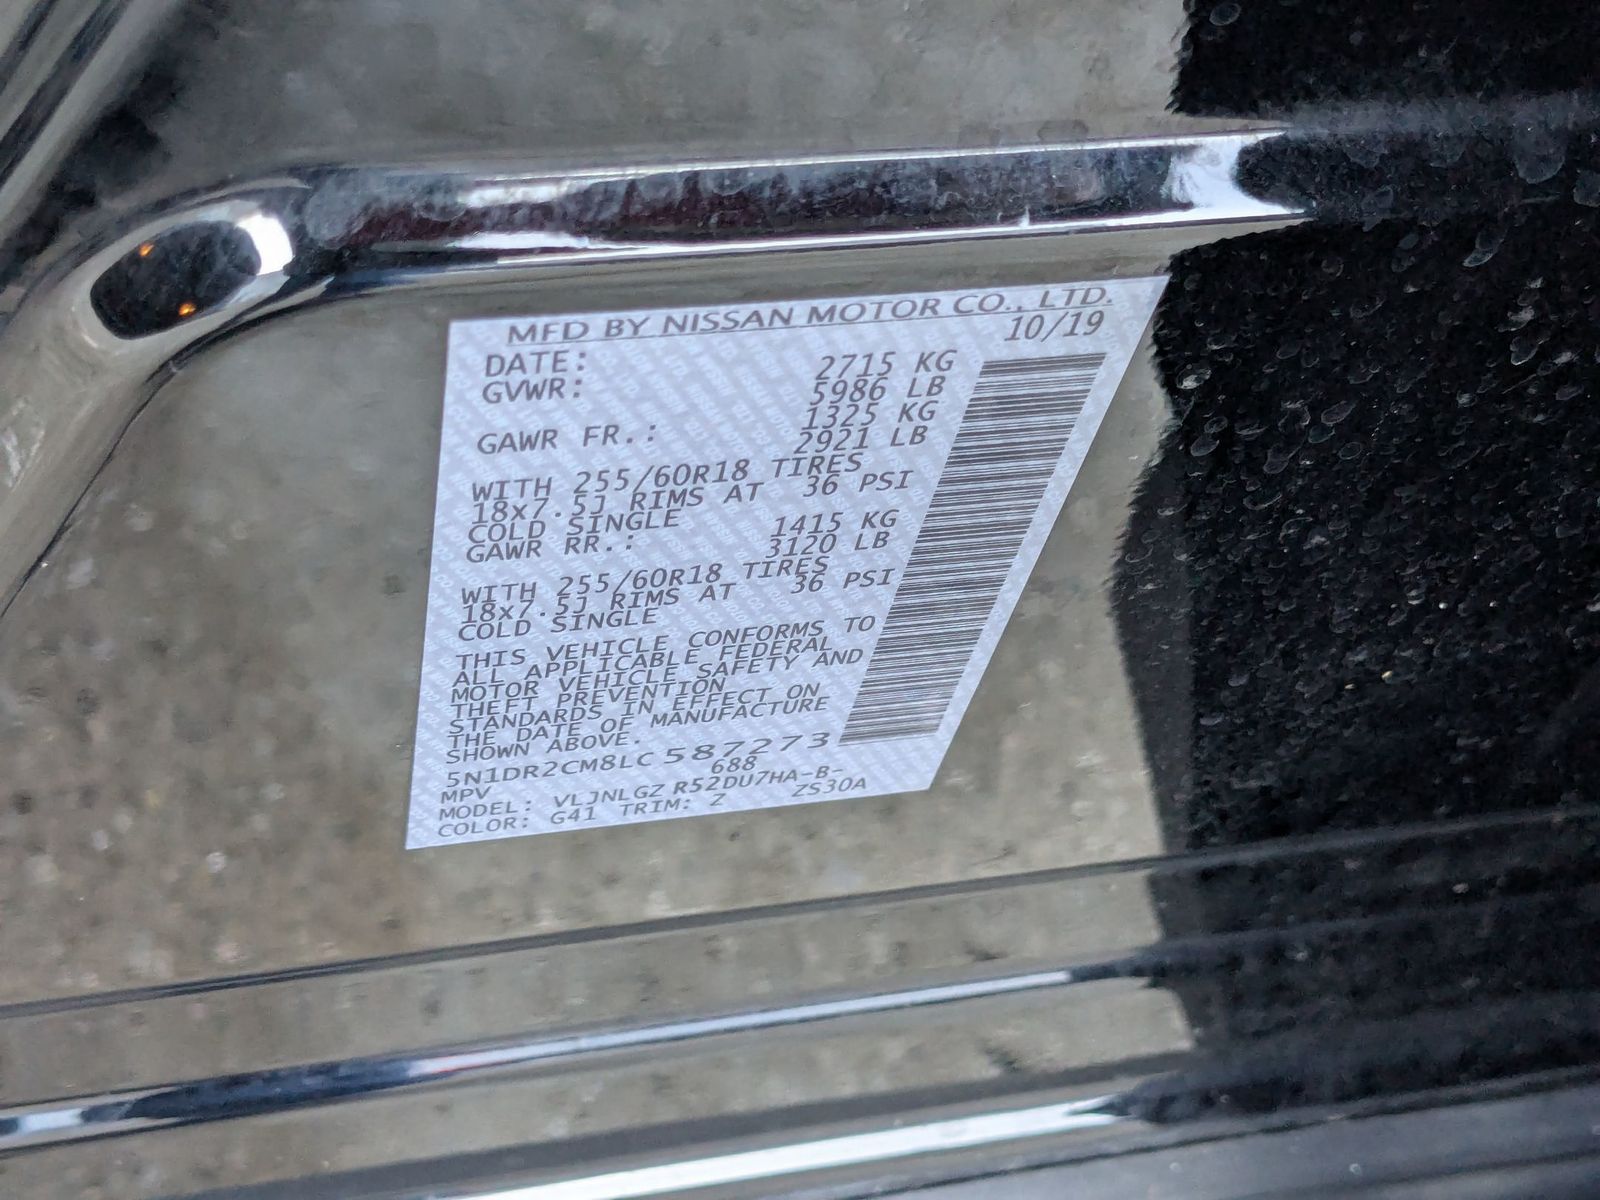 MFD BY NISSAN MOTOR CO., LTD.
DATE: 10/19
GVWR: 2715 KG
5986 LB
GAWR FR.: 1325 KG
2921 LB
WITH 255/60R18 TIRES
18x7.5J RIMS AT 36 PSI
COLD SINGLE
GAWR RR.: 1415 KG
3120 LB
WITH 255/60R18 TIRES
18x7.5J RIMS AT 36 PSI
COLD SINGLE
THIS VEHICLE CONFORMS TO
ALL APPLICABLE FEDERAL
MOTOR VEHICLE SAFETY AND
THEFT PREVENTION
STANDARDS IN EFFECT ON
THE DATE OF MANUFACTURE
SHOWN ABOVE.
5N1DR2CM8LC587273
MPV 688
MODEL: VLJNLGZ R52DU7HA-B-
COLOR: G41 TRIM: Z ZS30A